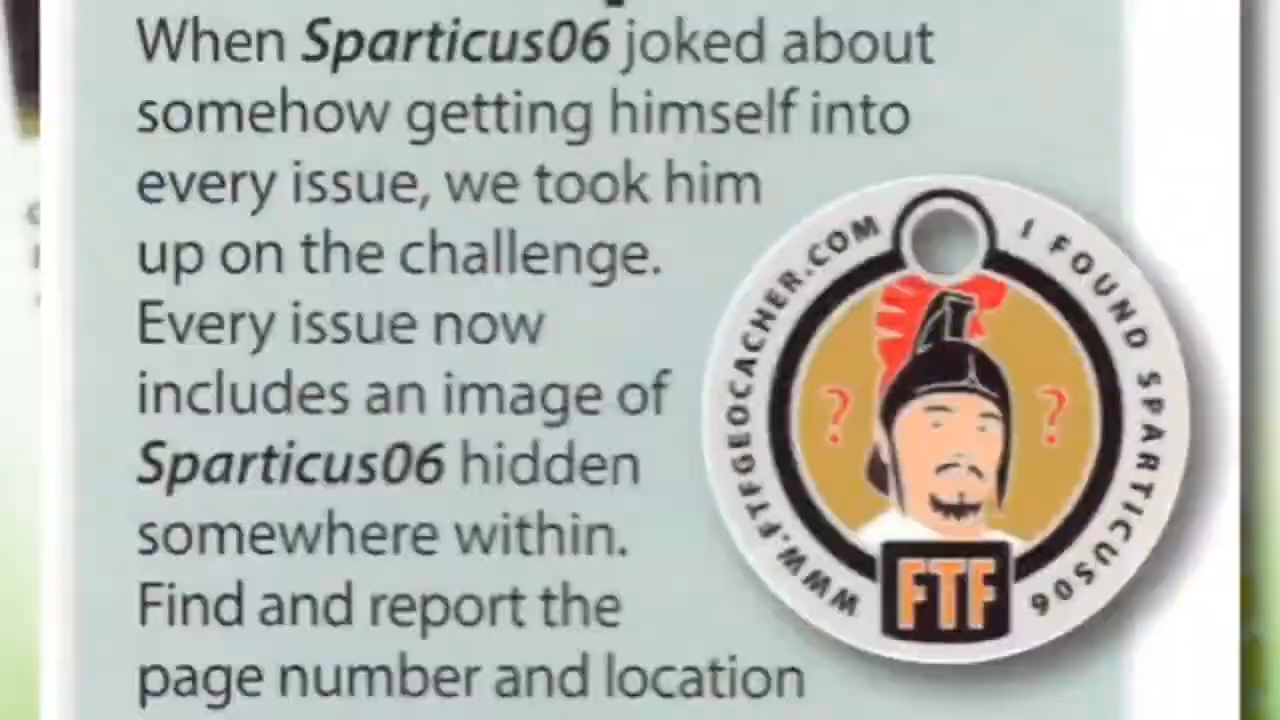 When Sparticus06 joked about
somehow getting himself into
every issue, we took him
up on the challenge.
Every issue now
includes an image of
Sparticus06 hidden
somewhere within.
Find and report the
page number and location
WWW.FTFGEOCACHER.COM
I FOUND SPARTICUS06
? ?
FTF